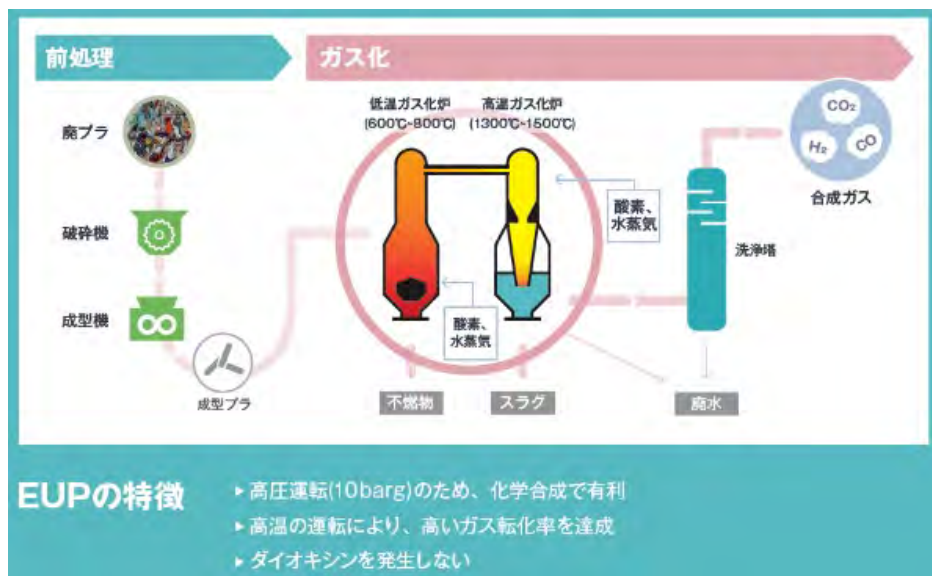 前処理
ガス化
廃プラ
破砕機
成型機
成型プラ
低温ガス化炉
(600℃~800℃)
高温ガス化炉
(1300℃~1500℃)
酸素、
水蒸気
酸素、
水蒸気
不燃物
スラグ
廃水
洗浄塔
CO₂
H₂
CO
合成ガス
EUPの特徴
▸高圧運転(10barg)のため、化学合成で有利
▸高温の運転により、高いガス転化率を達成
▸ダイオキシンを発生しない